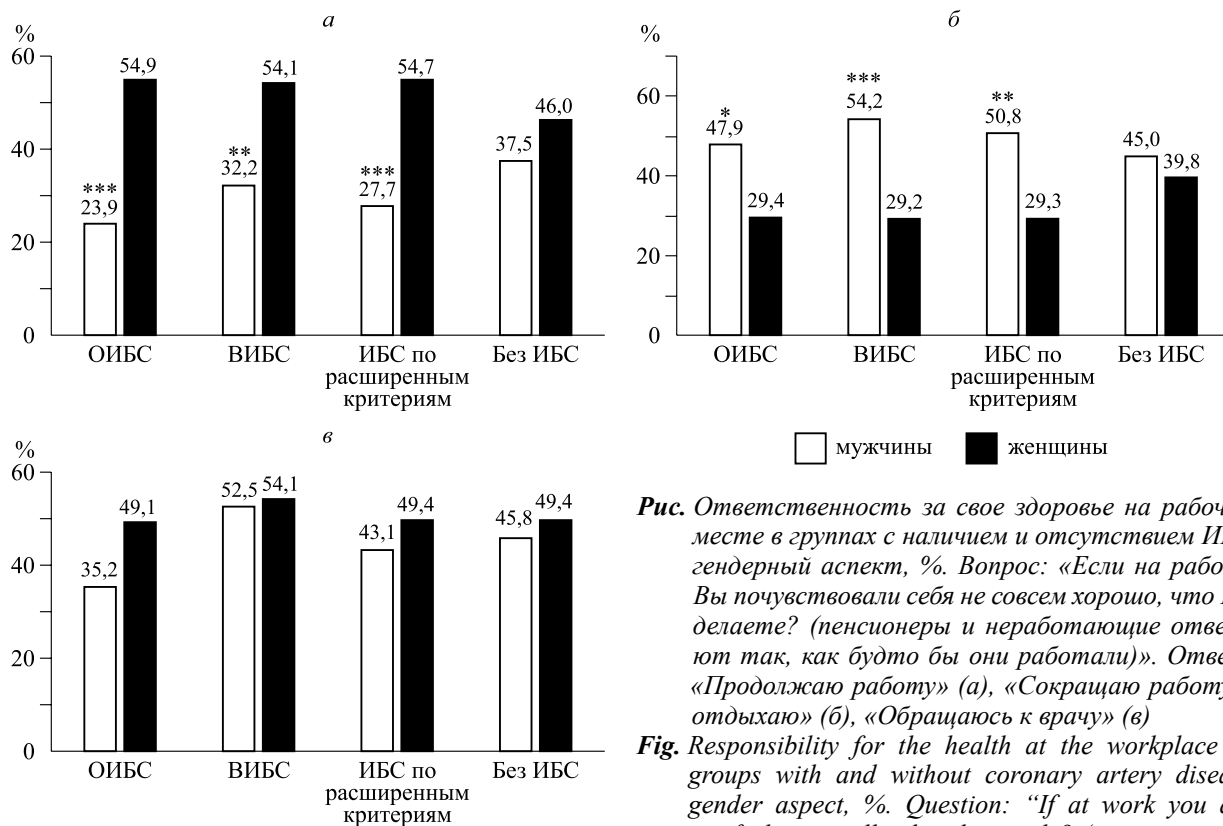 а
%
60
40
20
0
54,9
54,1
54,7
46,0
37,5
***
23,9
**
32,2
***
27,7
ОИБС
ВИБС
ИБС по
расширенным
критериям
Без ИБС
б
%
60
40
20
0
*
47,9
***
54,2
**
50,8
45,0
39,8
29,4
29,2
29,3
ОИБС
ВИБС
ИБС по
расширенным
критериям
Без ИБС
мужчины
женщины
в
%
60
40
20
0
35,2
49,1
52,5
54,1
43,1
49,4
45,8
49,4
ОИБС
ВИБС
ИБС по
расширенным
критериям
Без ИБС
Рис. Ответственность за свое здоровье на рабоч
месте в группах с наличием и отсутствием
гендерный аспект, %. Вопрос: «Если на рабо
Вы почувствовали себя не совсем хорошо, что
делаете? (пенсионеры и неработающие отве
ют так, как будто бы они работали)». Отве
«Продолжаю работу» (а), «Сокращаю работу
отдыхаю» (б), «Обращаюсь к врачу» (в)
Fig. Responsibility for the health at the workplace
groups with and without coronary artery disea
gender aspect, %. Question: “If at work you